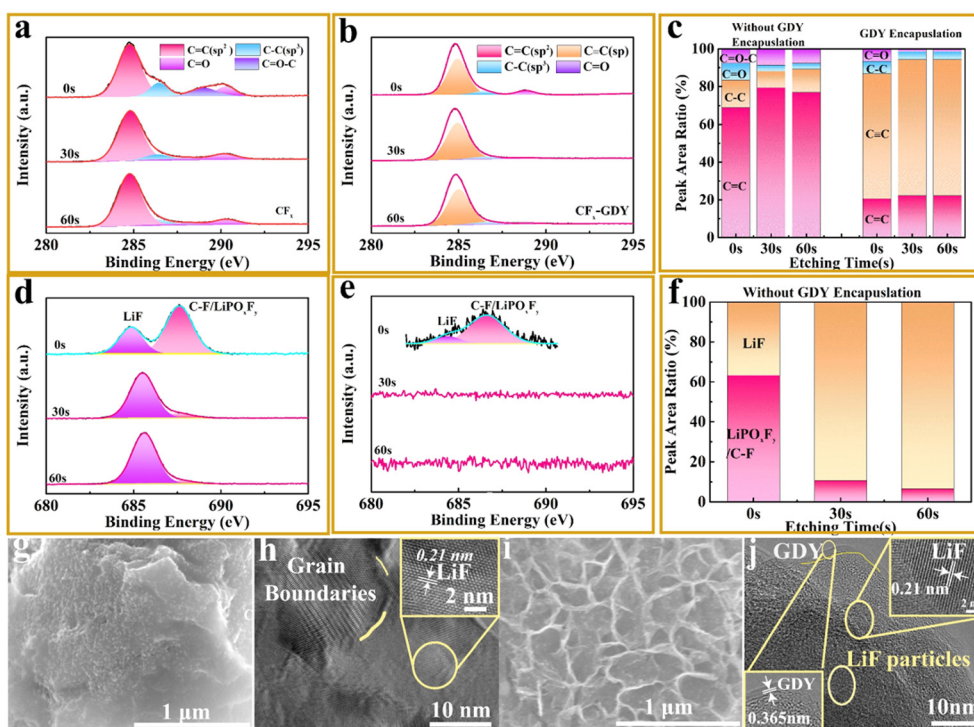 a
C=C(sp²) C-C(sp³)
C=O C=O-C
0s
30s
60s
CFₓ
Intensity (a.u.)
280 285 290 295
Binding Energy (eV)
b
C=C(sp²) C≡C(sp)
C-C(sp³) C=O
0s
30s
60s
CFₓ-GDY
Intensity (a.u.)
280 285 290 295
Binding Energy (eV)
c
Without GDY
Encapuslation
GDY Encapuslation
100
80
60
40
20
0
Peak Area Ratio (%)
C=O-C
C=O
C-C
C=C
C=O
C-C
C≡C
C=C
0s 30s 60s 0s 30s 60s
Etching Time(s)
d
C-F/LiPOₓFᵧ
LiF
0s
30s
60s
Intensity (a.u.)
680 685 690 695
Binding Energy (eV)
e
C-F/LiPOₓFᵧ
LiF
0s
30s
60s
Intensity (a.u.)
680 685 690 695
Binding Energy (eV)
f
Without GDY Encapuslation
100
80
60
40
20
0
Peak Area Ratio (%)
LiF
LiPOₓFᵧ
/C-F
0s 30s 60s
Etching Time(s)
g
1 μm
h
Grain
Boundaries
0.21 nm
LiF
2 nm
10 nm
i
1 μm
j
GDY
LiF
0.21 nm
LiF particles
GDY
0.365nm
10nm